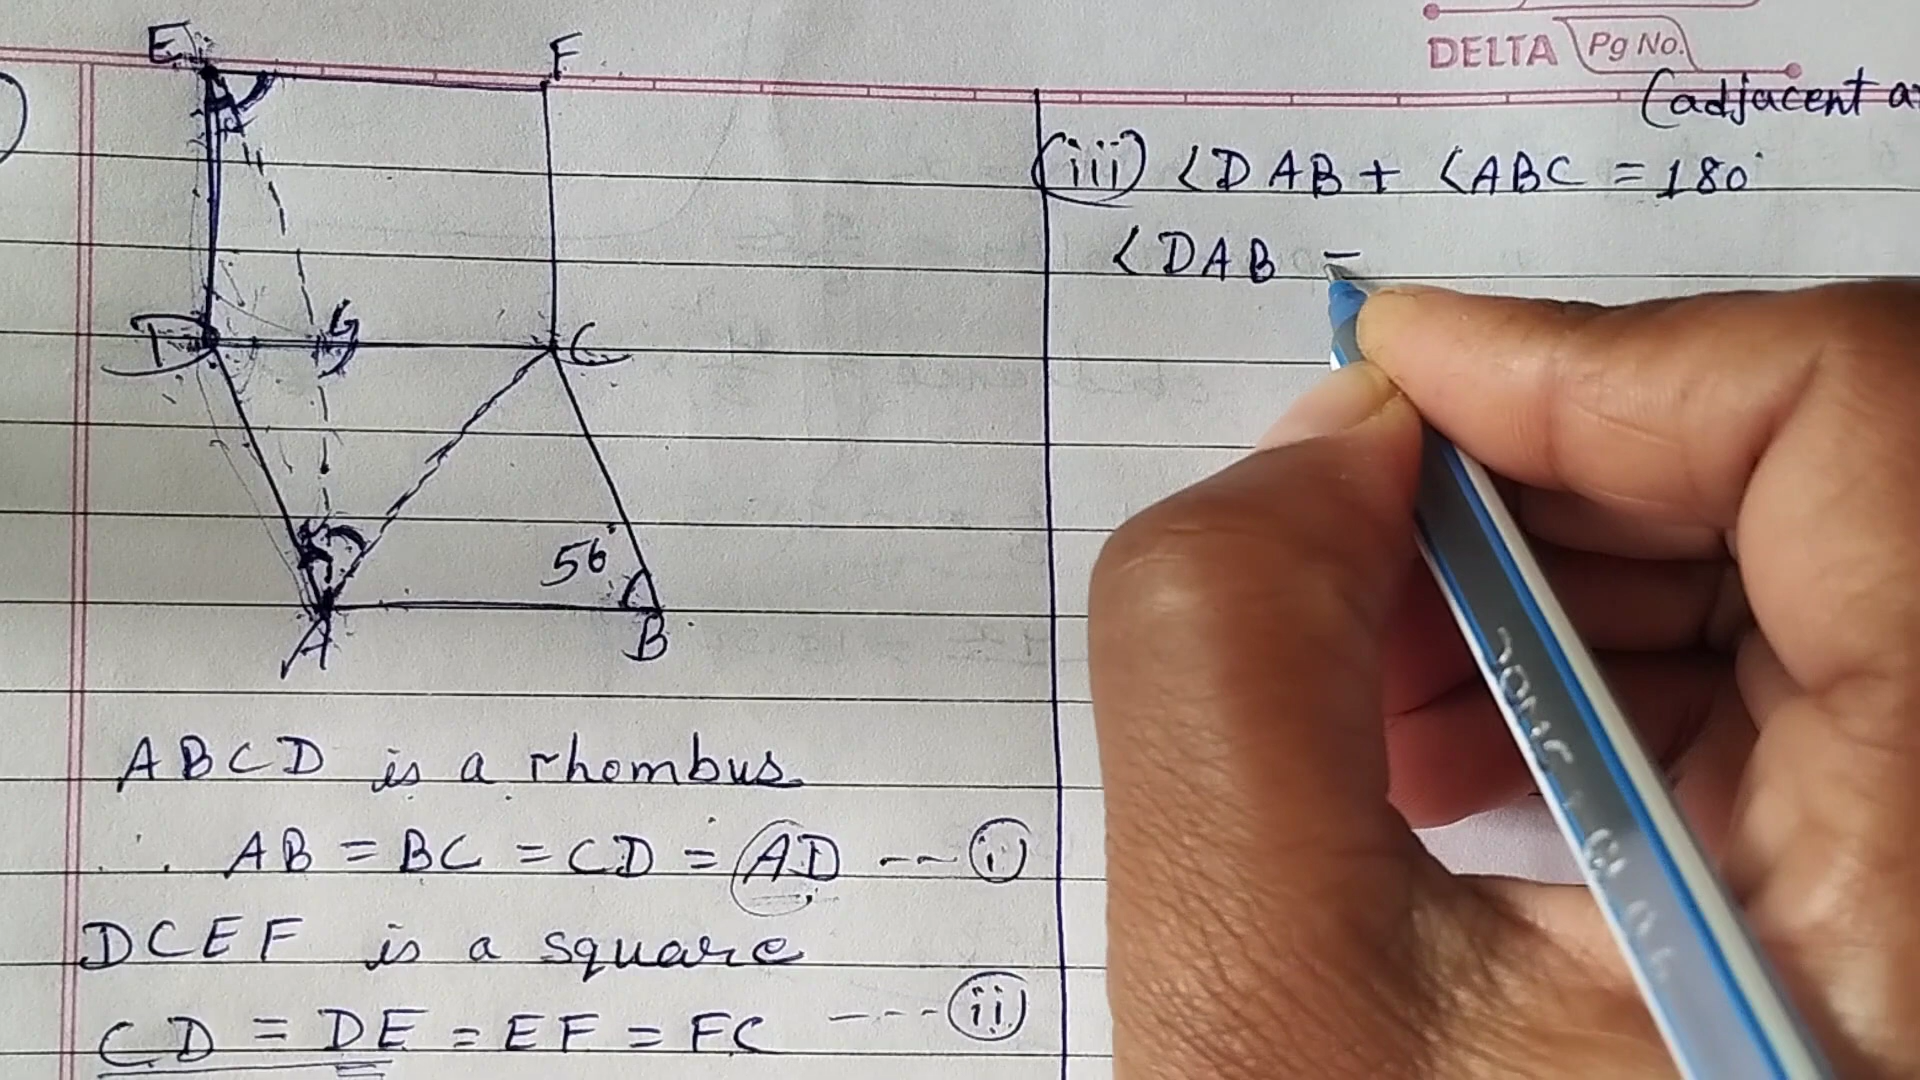 DELTA Pg No.
(adjacent
(iii) <DAB + <ABC = 180°
<DAB =
E F
D G C
56°
A B
ABCD is a rhombus
∴ AB = BC = CD = AD --- (i)
DCEF is a square
CD = DE = EF = FC ---- (ii)